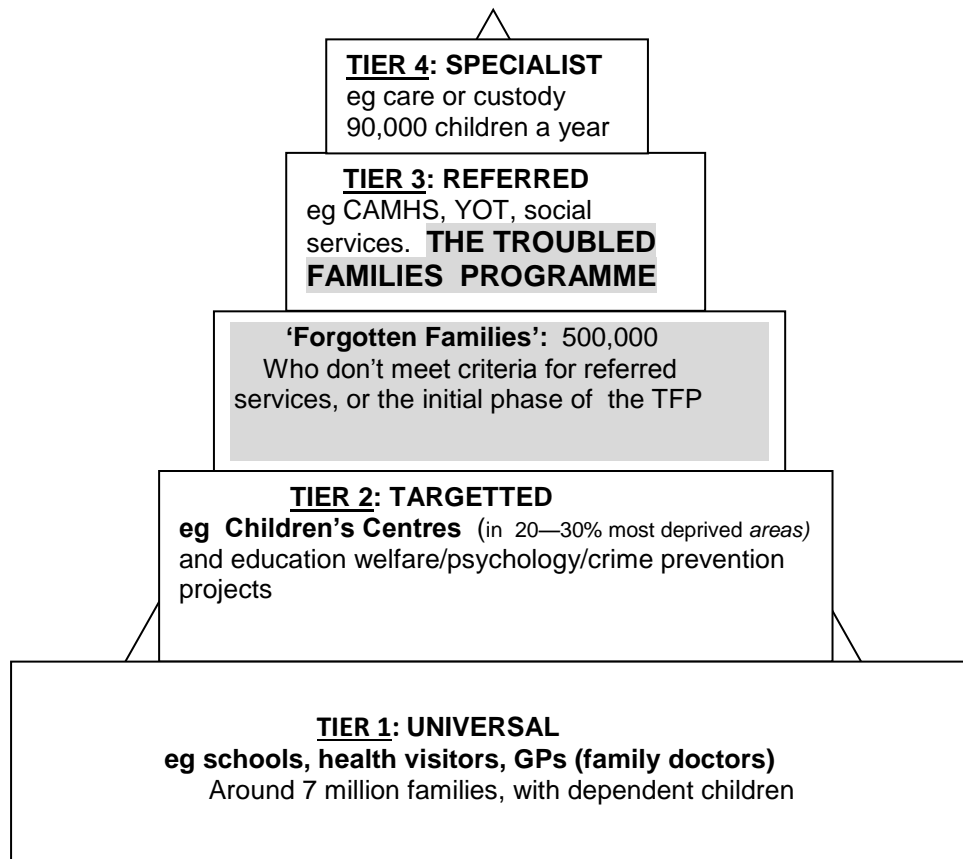 TIER 4: SPECIALIST
eg care or custody
90,000 children a year
TIER 3: REFERRED
eg CAMHS, YOT, social
services. THE TROUBLED
FAMILIES PROGRAMME
‘Forgotten Families’: 500,000
Who don’t meet criteria for referred
services, or the initial phase of the TFP
TIER 2: TARGETTED
eg Children’s Centres (in 20—30% most deprived areas)
and education welfare/psychology/crime prevention
projects
TIER 1: UNIVERSAL
eg schools, health visitors, GPs (family doctors)
Around 7 million families, with dependent children